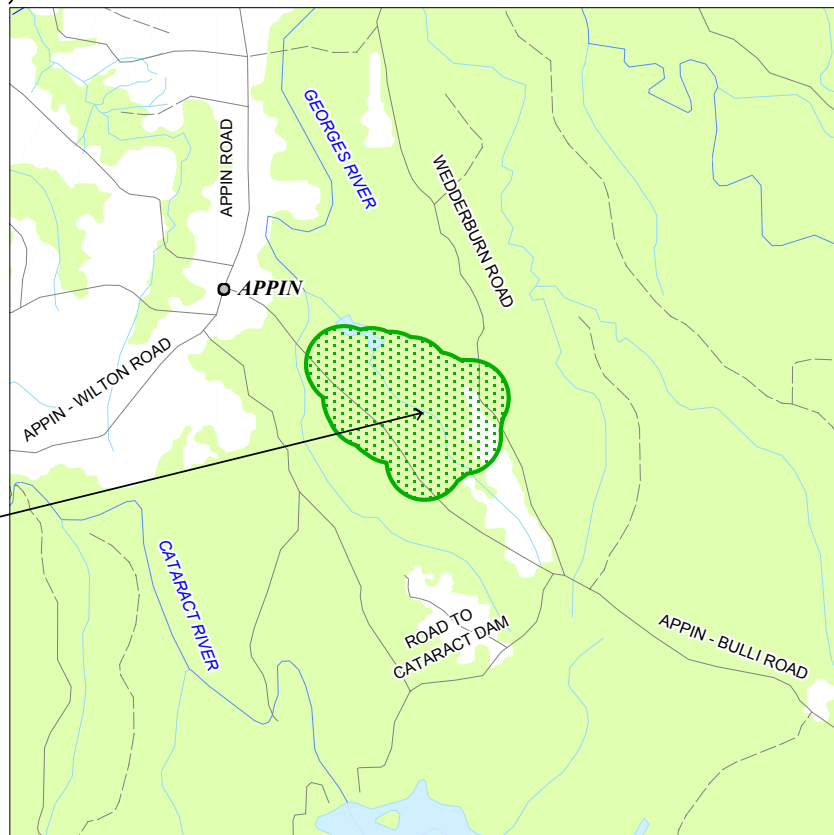 GEORGES RIVER
APPIN ROAD
WEDDERBURN ROAD
APPIN
APPIN - WILTON ROAD
CATARACT RIVER
ROAD TO
CATARACT DAM
APPIN - BULLI ROAD